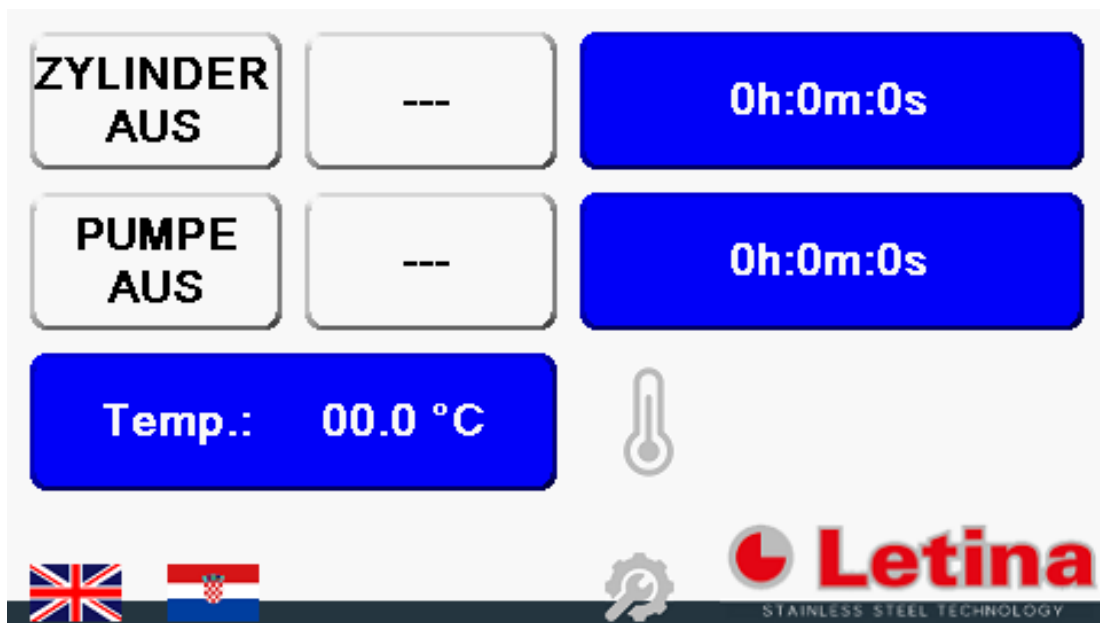 ZYLINDER
AUS
---
0h:0m:0s
PUMPE
AUS
---
0h:0m:0s
Temp.: 00.0 °C
Letina
STAINLESS STEEL TECHNOLOGY